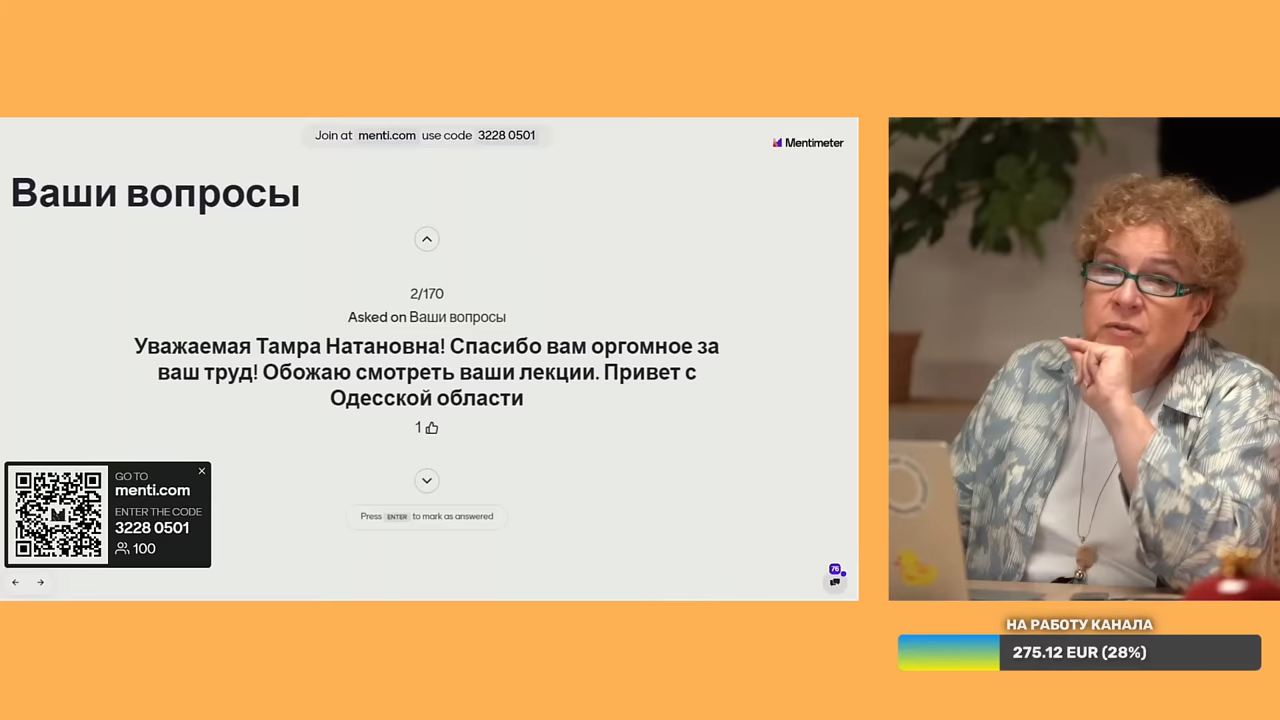 Join at menti.com use code 3228 0501
Mentimeter
Ваши вопросы
2/170
Asked on Ваши вопросы
Уважаемая Тамра Натановна! Спасибо вам оргомное за
ваш труд! Обожаю смотреть ваши лекции. Привет с
Одесской области
1
GO TO
menti.com
ENTER THE CODE
3228 0501
100
Press ENTER to mark as answered
76
НА РАБОТУ КАНАЛА
275.12 EUR (28%)